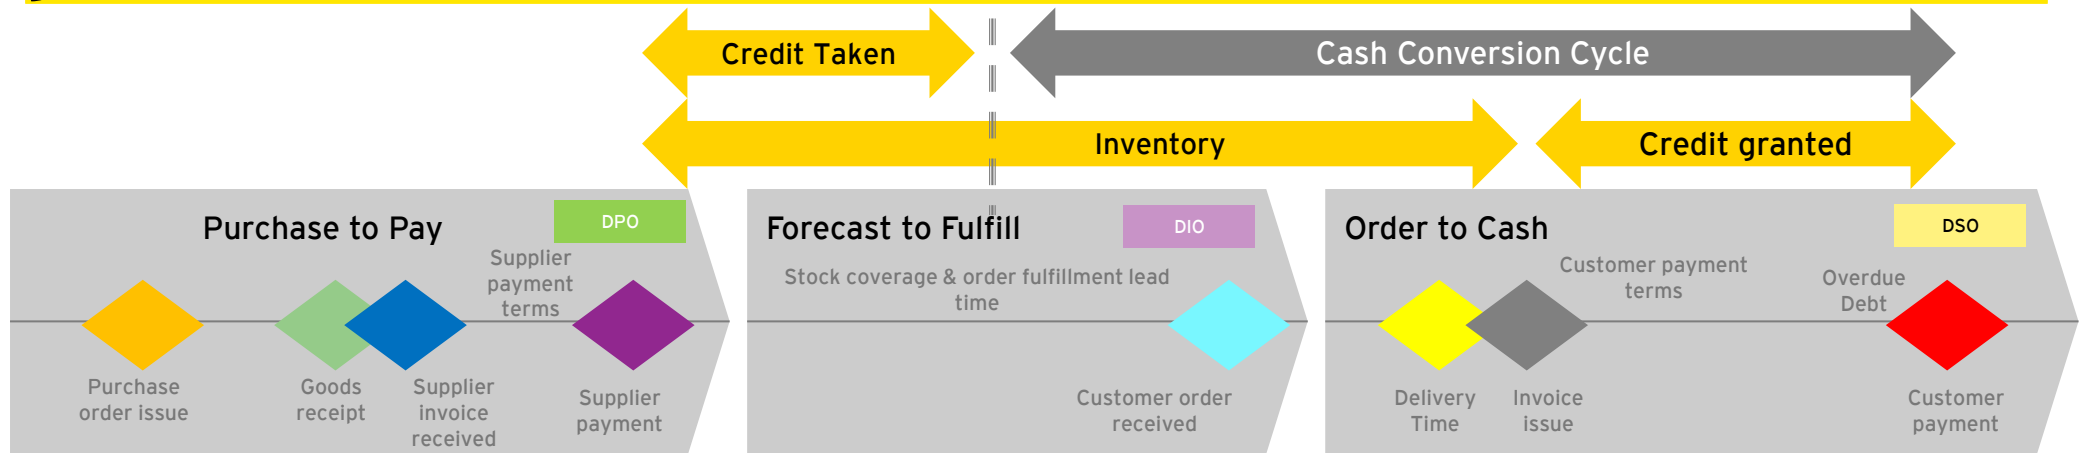 Credit Taken
Cash Conversion Cycle
Inventory
Credit granted
Purchase to Pay
DPO
Supplier
payment
terms
Purchase
order issue
Goods
receipt
Supplier
invoice
received
Supplier
payment
Forecast to Fulfill
DIO
Stock coverage & order fulfillment lead
time
Customer order
received
Order to Cash
DSO
Customer payment
terms
Overdue
Debt
Delivery
Time
Invoice
issue
Customer
payment